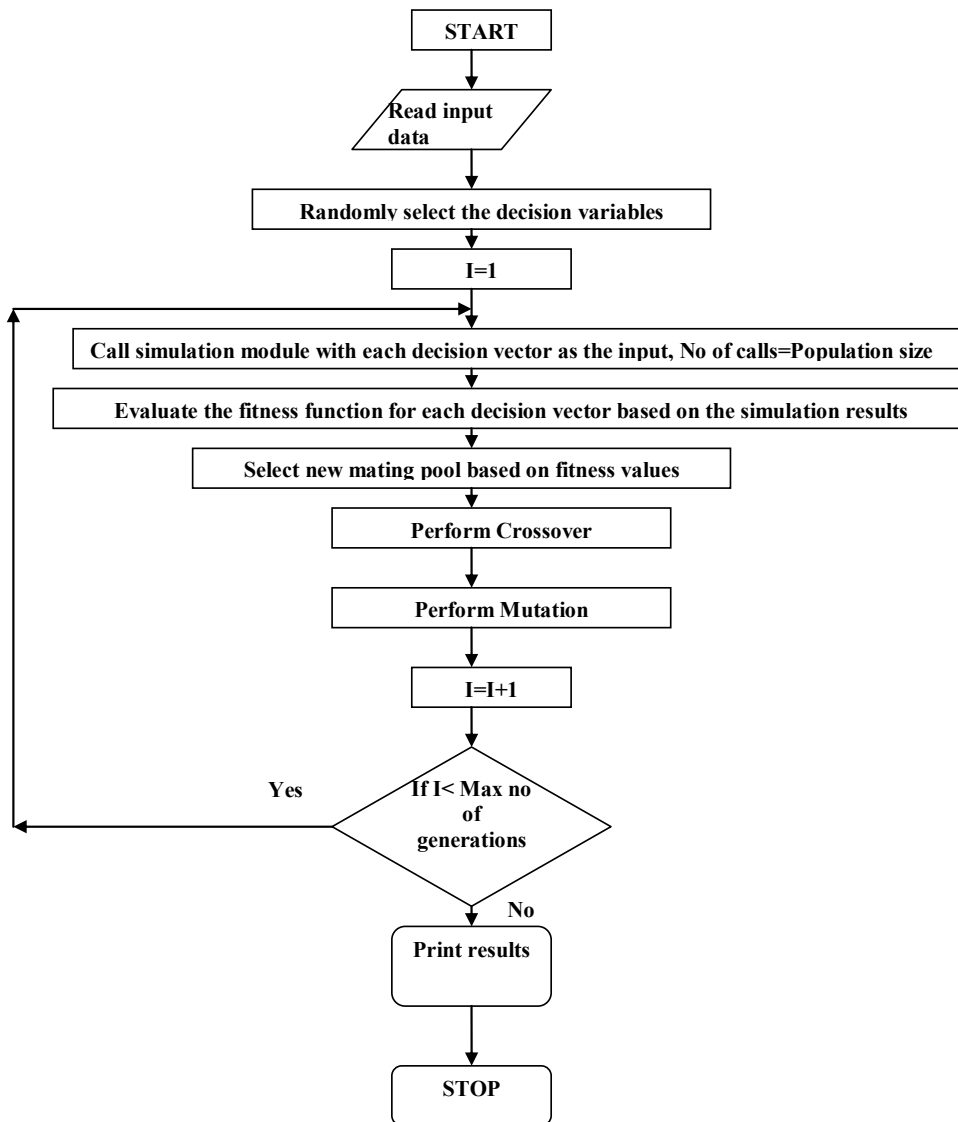 START
Read input
data
Randomly select the decision variables
I=1
Call simulation module with each decision vector as the input, No of calls=Population size
Evaluate the fitness function for each decision vector based on the simulation results
Select new mating pool based on fitness values
Perform Crossover
Perform Mutation
I=I+1
Yes
If I< Max no
of
generations
No
Print results
STOP